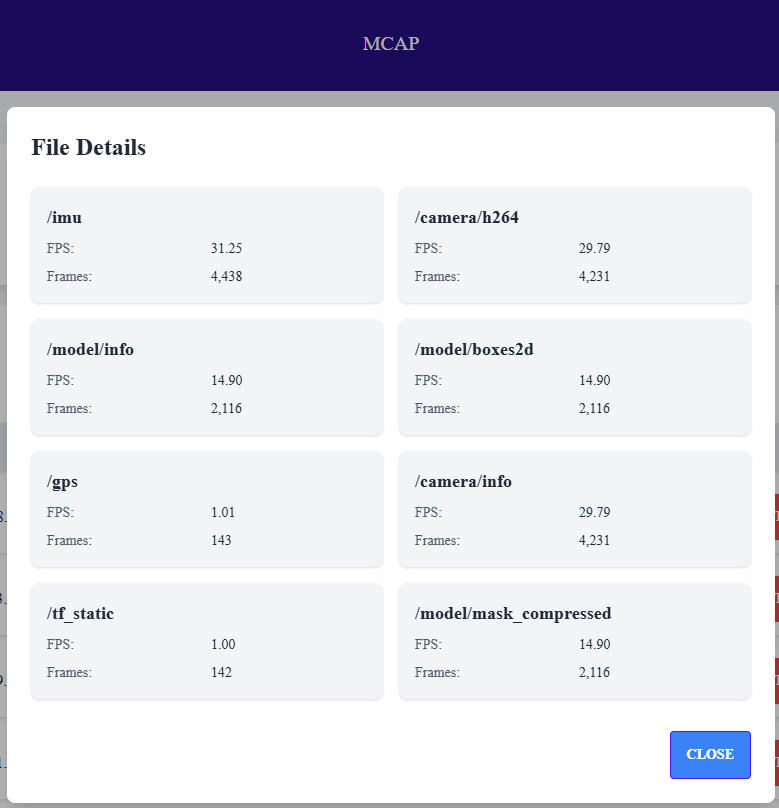 MCAP
File Details
/imu
FPS: 31.25
Frames: 4,438
/camera/h264
FPS: 29.79
Frames: 4,231
/model/info
FPS: 14.90
Frames: 2,116
/model/boxes2d
FPS: 14.90
Frames: 2,116
/gps
FPS: 1.01
Frames: 143
/camera/info
FPS: 29.79
Frames: 4,231
/tf_static
FPS: 1.00
Frames: 142
/model/mask_compressed
FPS: 14.90
Frames: 2,116
CLOSE